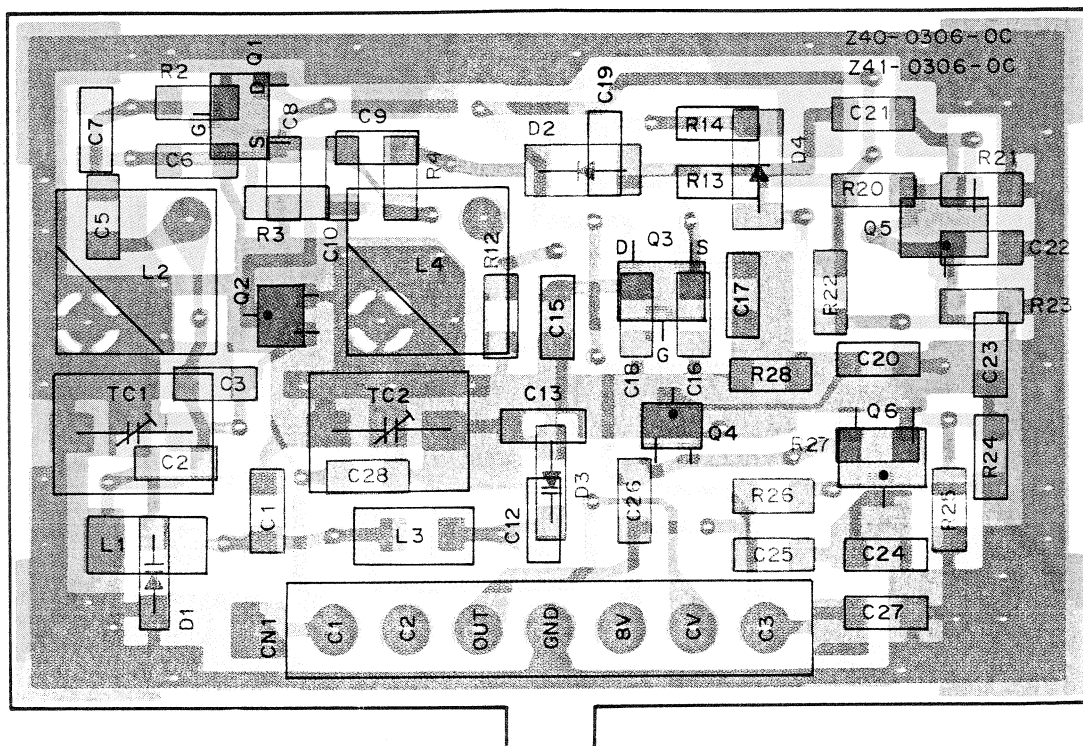 Z40-0306-0C
Z41-0306-0C
R2
D
Q1
C7
G
C8
S
C9
C6
R4
D2
C19
R14
R13
D4
C21
R21
R20
Q5
C22
C5
R3
C10
L2
L4
R12
Q2
D
Q3
S
C15
G
C17
R22
R23
C18
C16
R28
C20
C23
TC1
C3
TC2
C13
Q4
Q6
R27
C2
C28
D3
C26
R26
R24
R25
C1
L1
L3
C12
C25
C24
D1
CN1
C1
C2
OUT
GND
8V
CV
C3
C27